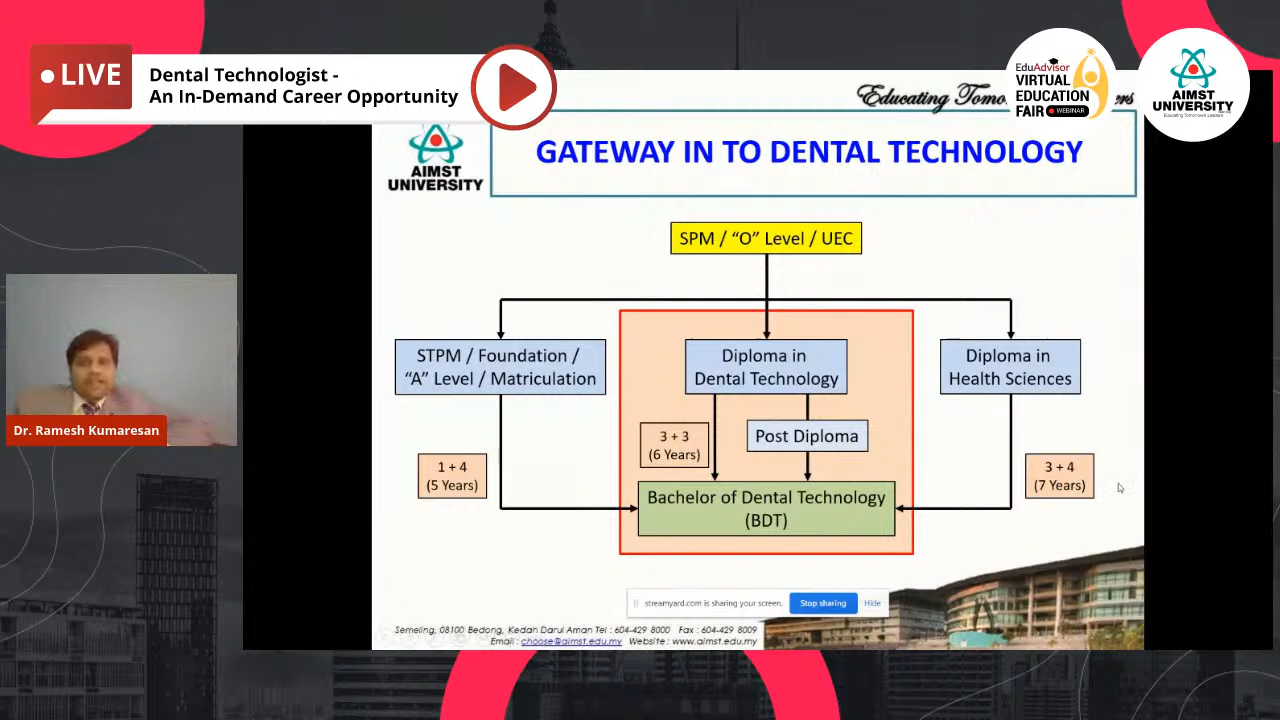 LIVE
Dental Technologist -
An In-Demand Career Opportunity
EduAdvisor
VIRTUAL
EDUCATION
FAIR WEBINAR
AIMST
UNIVERSITY
Educating Tomorrow's Leaders
Educating Tomo
ers
AIMST
UNIVERSITY
GATEWAY IN TO DENTAL TECHNOLOGY
SPM / “O” Level / UEC
STPM / Foundation /
“A” Level / Matriculation
Diploma in
Dental Technology
Diploma in
Health Sciences
3 + 3
(6 Years)
Post Diploma
1 + 4
(5 Years)
3 + 4
(7 Years)
Bachelor of Dental Technology
(BDT)
Dr. Ramesh Kumaresan
streamyard.com is sharing your screen.
Stop sharing
Hide
Semeling, 08100 Bedong, Kedah Darul Aman Tel : 604-429 8000 Fax : 604-429 8009
Email : choose@aimst.edu.my Website : www.aimst.edu.my